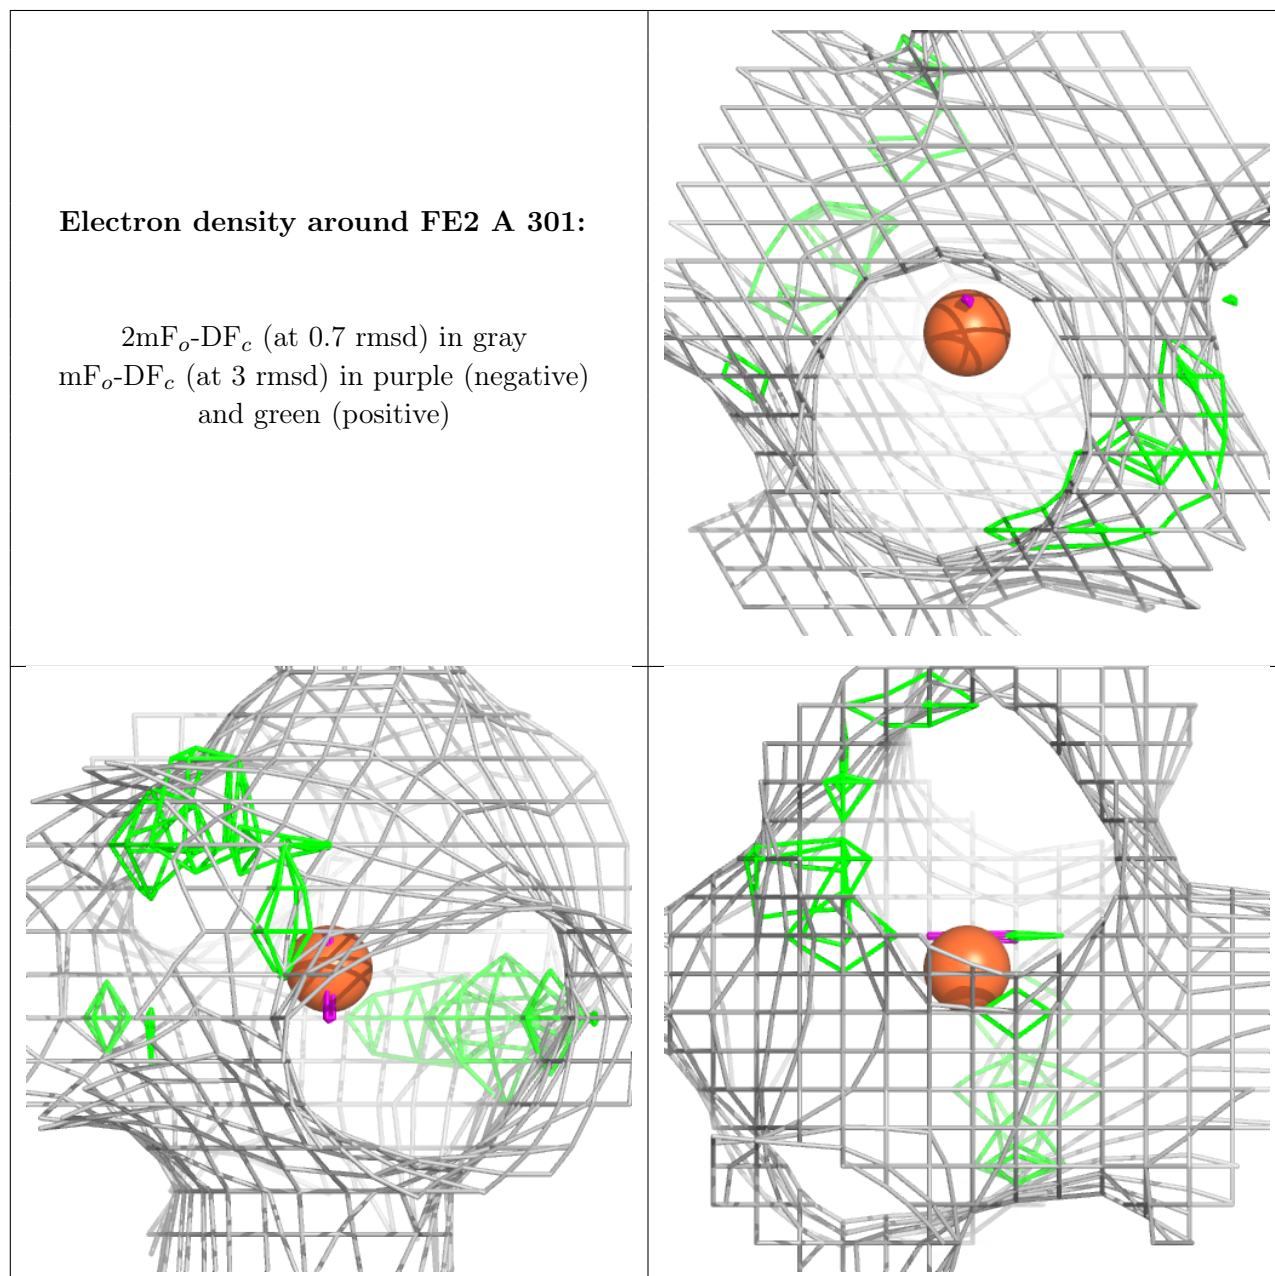 Electron density around FE2 A 301:
2mFo-DFc (at 0.7 rmsd) in gray
mFo-DFc (at 3 rmsd) in purple (negative)
and green (positive)